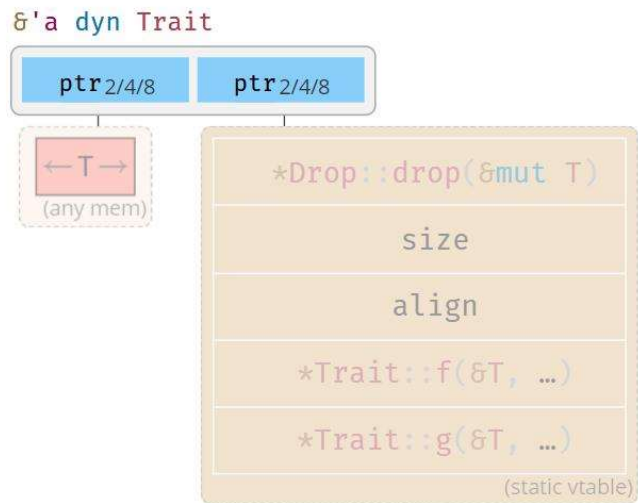 &'a dyn Trait
ptr2/4/8 ptr2/4/8
←T→
(any mem)
*Drop::drop(&mut T)
size
align
*Trait::f(&T, …)
*Trait::g(&T, …)
(static vtable)